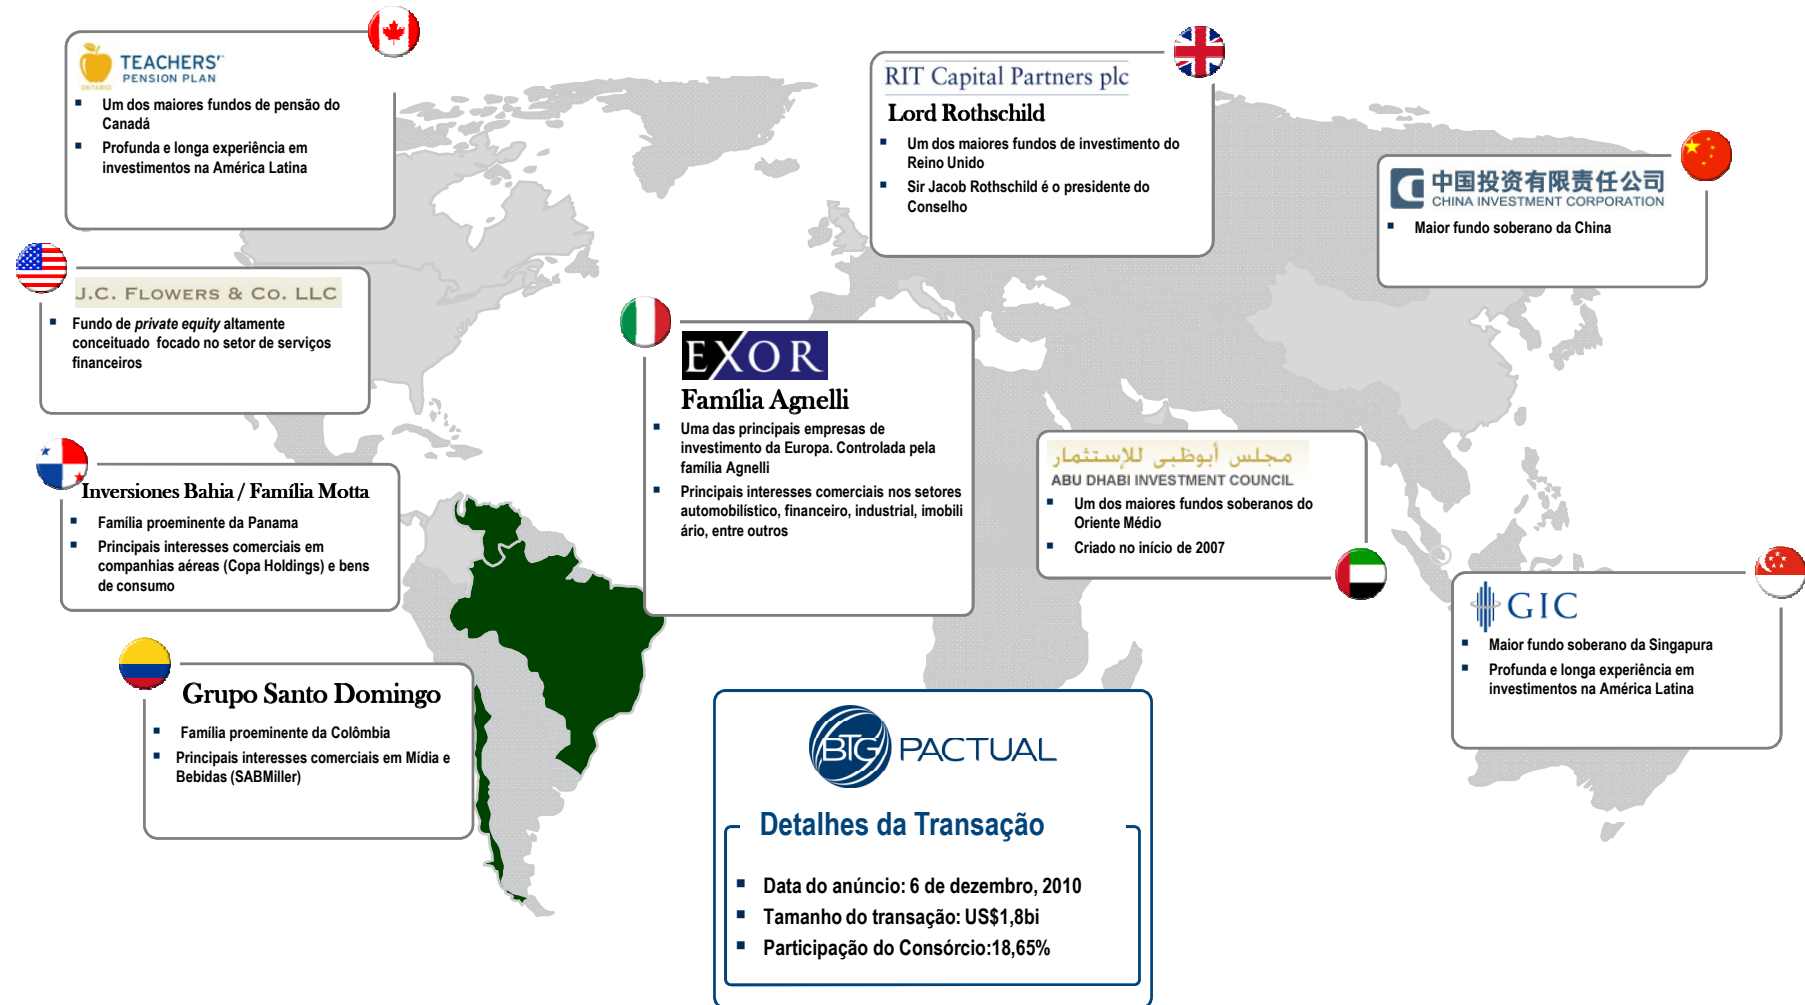 TEACHERS'
PENSION PLAN
ONTARIO
Um dos maiores fundos de pensão do
Canadá
Profunda e longa experiência em
investimentos na América Latina
RIT Capital Partners plc
Lord Rothschild
Um dos maiores fundos de investimento do
Reino Unido
Sir Jacob Rothschild é o presidente do
Conselho
中国投资有限责任公司
CHINA INVESTMENT CORPORATION
Maior fundo soberano da China
J.C. FLOWERS & CO. LLC
Fundo de private equity altamente
conceituado focado no setor de serviços
financeiros
EXOR
Família Agnelli
Uma das principais empresas de
investimento da Europa. Controlada pela
família Agnelli
Principais interesses comerciais nos setores
automobilístico, financeiro, industrial, imobili
ário, entre outros
مجلس أبوظبي للإستثمار
ABU DHABI INVESTMENT COUNCIL
Um dos maiores fundos soberanos do
Oriente Médio
Criado no início de 2007
Inversiones Bahia / Família Motta
Família proeminente da Panama
Principais interesses comerciais em
companhias aéreas (Copa Holdings) e bens
de consumo
GIC
Maior fundo soberano da Singapura
Profunda e longa experiência em
investimentos na América Latina
Grupo Santo Domingo
Família proeminente da Colômbia
Principais interesses comerciais em Mídia e
Bebidas (SABMiller)
BTG PACTUAL
Detalhes da Transação
Data do anúncio: 6 de dezembro, 2010
Tamanho do transação: US$1,8bi
Participação do Consórcio:18,65%